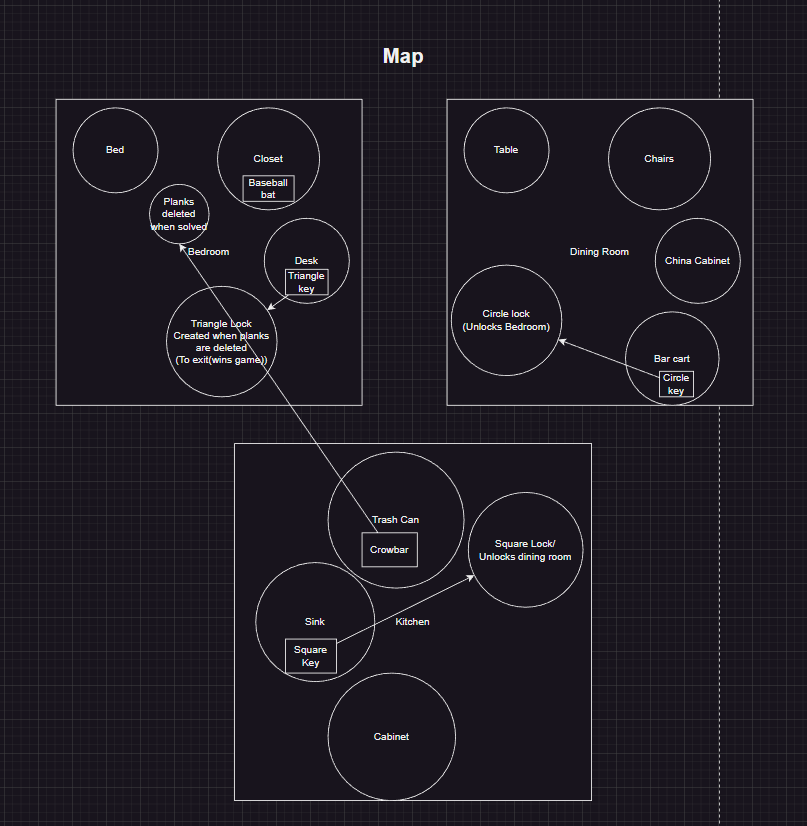 Map
Bed
Closet
Baseball
bat
Planks
deleted
when solved
Bedroom
Desk
Triangle
key
Triangle Lock
Created when planks
are deleted
(To exit(wins game))
Table
Chairs
Dining Room
China Cabinet
Circle lock
(Unlocks Bedroom)
Bar cart
Circle
key
Trash Can
Crowbar
Square Lock/
Unlocks dining room
Sink
Square
Key
Kitchen
Cabinet